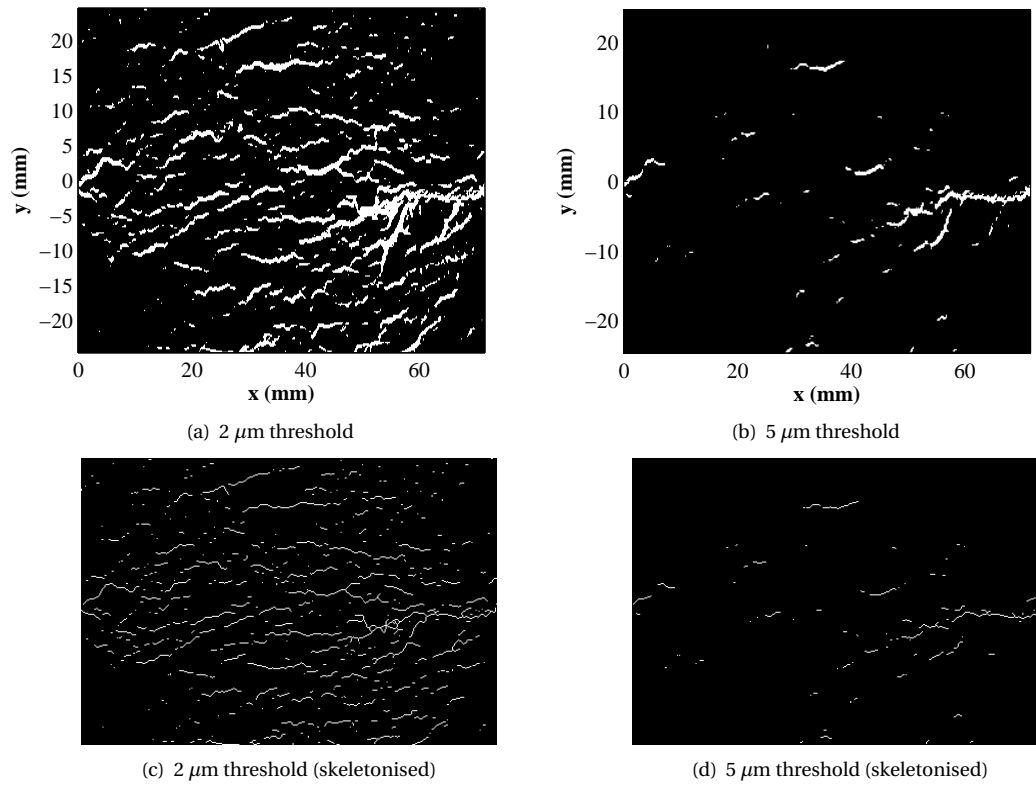 20
15
10
5
0
−5
−10
−15
−20
y (mm)
0 20 40 60
x (mm)
(a) 2 μm threshold
20
10
0
−10
−20
y (mm)
0 20 40 60
x (mm)
(b) 5 μm threshold
(c) 2 μm threshold (skeletonised)
(d) 5 μm threshold (skeletonised)